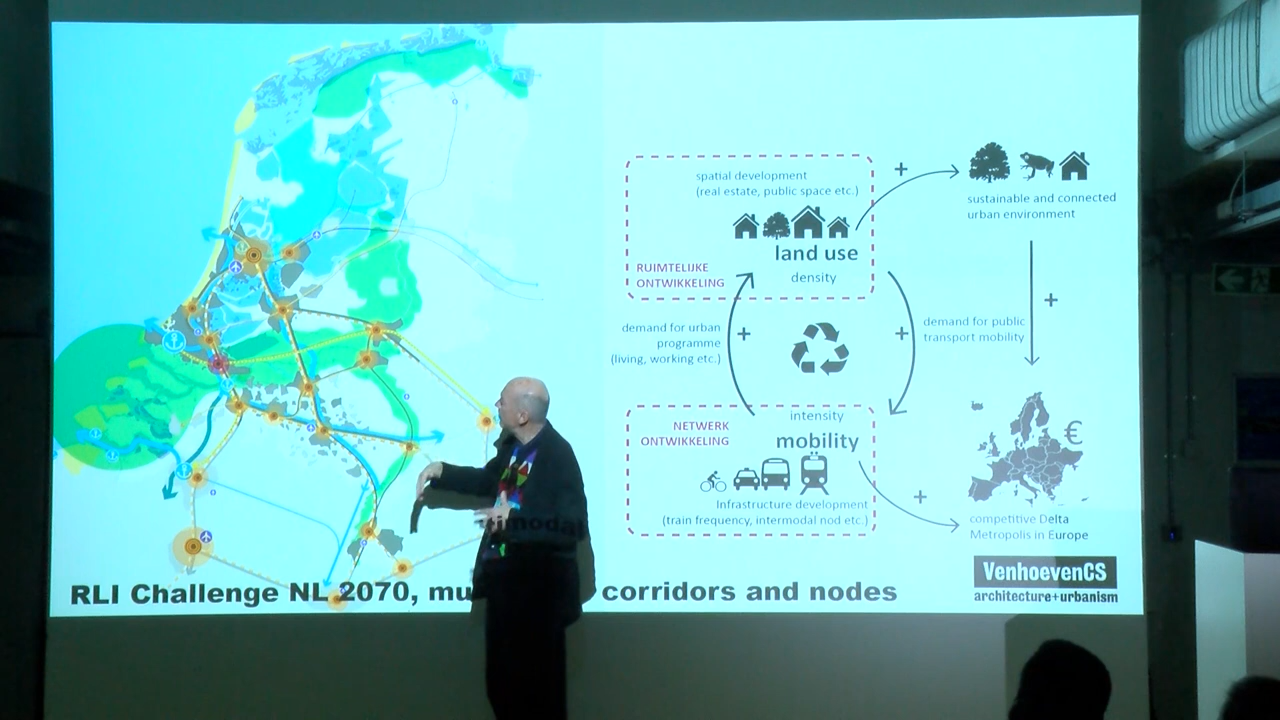 spatial development
(real estate, public space etc.)
land use
density
RUIMTELIJKE
ONTWIKKELING
+
sustainable and connected
urban environment
demand for urban
programme
(living, working etc.)
+
+
demand for public
transport mobility
+
NETWERK
ONTWIKKELING
intensity
mobility
Infrastructure development
(train frequency, intermodal nod etc.)
+
€
competitive Delta
Metropolis in Europe
VenhoevenCS
architecture+urbanism
RLI Challenge NL 2070, mu timodal corridors and nodes